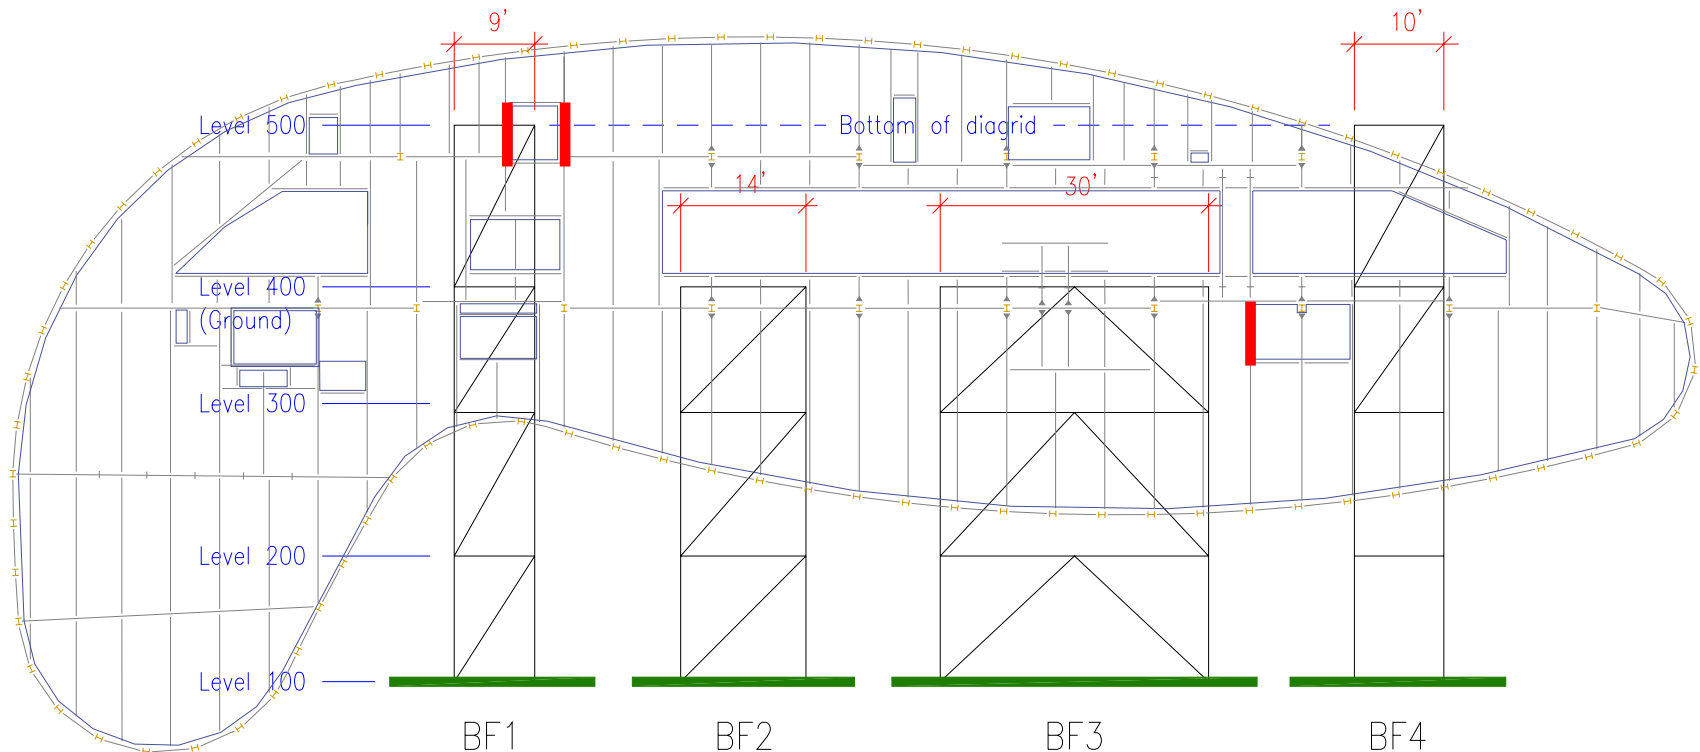 9'
10'
Level 500
Bottom of diagrid
14'
30'
Level 400
(Ground)
Level 300
Level 200
Level 100
BF1
BF2
BF3
BF4